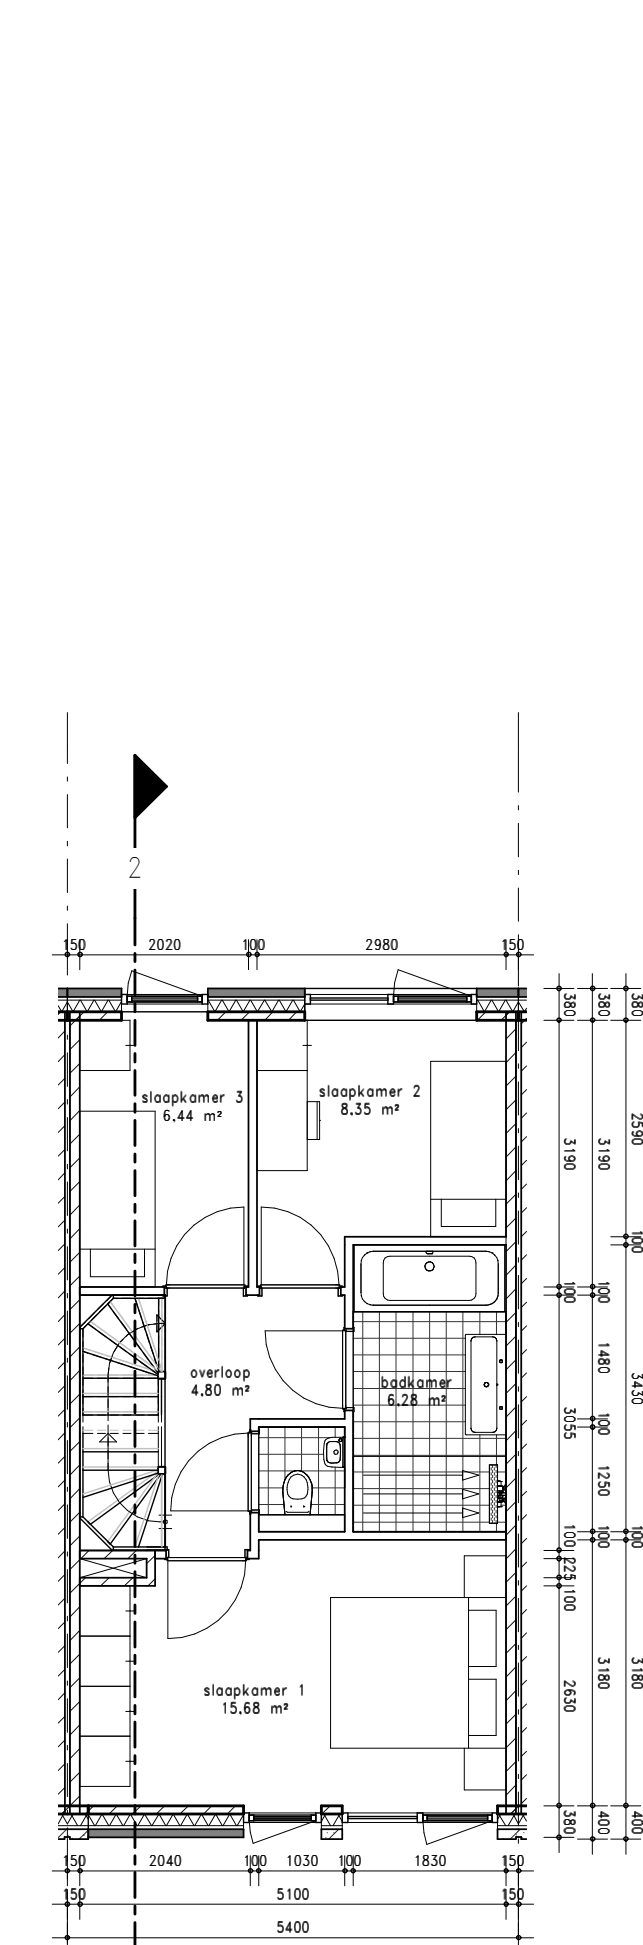 2
150 2020 100 2980 150
380 380 380
slaapkamer 3
6,44 m²
slaapkamer 2
8,35 m²
3190 3190 2590
100
100 100
overloop
4,80 m²
badkamer
6,28 m²
1480 3430
3055 100
1250
100 100 100
225
100
slaapkamer 1
15,68 m²
2630 3180 3180
380 400 400
150 2040 100 1030 100 1830 150
150 5100 150
5400